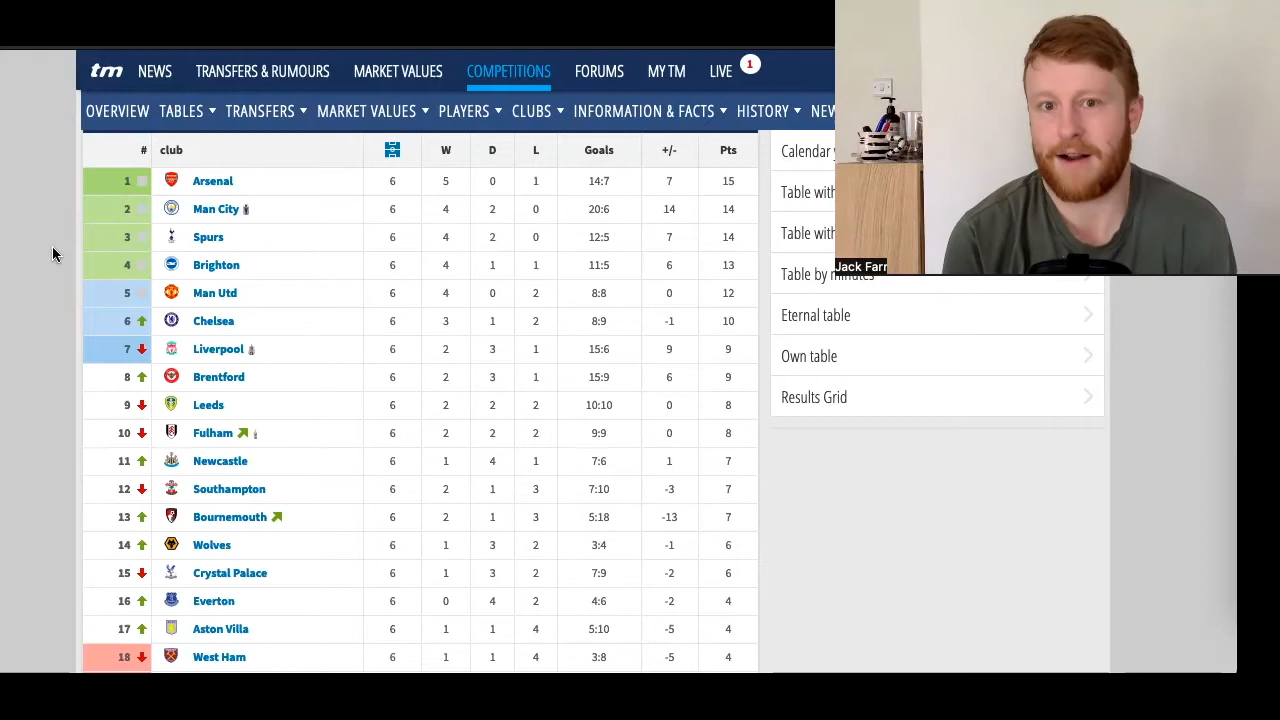 tm NEWS TRANSFERS & RUMOURS MARKET VALUES COMPETITIONS FORUMS MY TM LIVE 1
OVERVIEW TABLES TRANSFERS MARKET VALUES PLAYERS CLUBS INFORMATION & FACTS HISTORY NEW
# club W D L Goals +/- Pts
1 Arsenal 6 5 0 1 14:7 7 15
2 Man City 6 4 2 0 20:6 14 14
3 Spurs 6 4 2 0 12:5 7 14
4 Brighton 6 4 1 1 11:5 6 13
5 Man Utd 6 4 0 2 8:8 0 12
6 Chelsea 6 3 1 2 8:9 -1 10
7 Liverpool 6 2 3 1 15:6 9 9
8 Brentford 6 2 3 1 15:9 6 9
9 Leeds 6 2 2 2 10:10 0 8
10 Fulham 6 2 2 2 9:9 0 8
11 Newcastle 6 1 4 1 7:6 1 7
12 Southampton 6 2 1 3 7:10 -3 7
13 Bournemouth 6 2 1 3 5:18 -13 7
14 Wolves 6 1 3 2 3:4 -1 6
15 Crystal Palace 6 1 3 2 7:9 -2 6
16 Everton 6 0 4 2 4:6 -2 4
17 Aston Villa 6 1 1 4 5:10 -5 4
18 West Ham 6 1 1 4 3:8 -5 4
Calendar
Table with
Table with
Table by minutes
Eternal table
Own table
Results Grid
Jack Farr